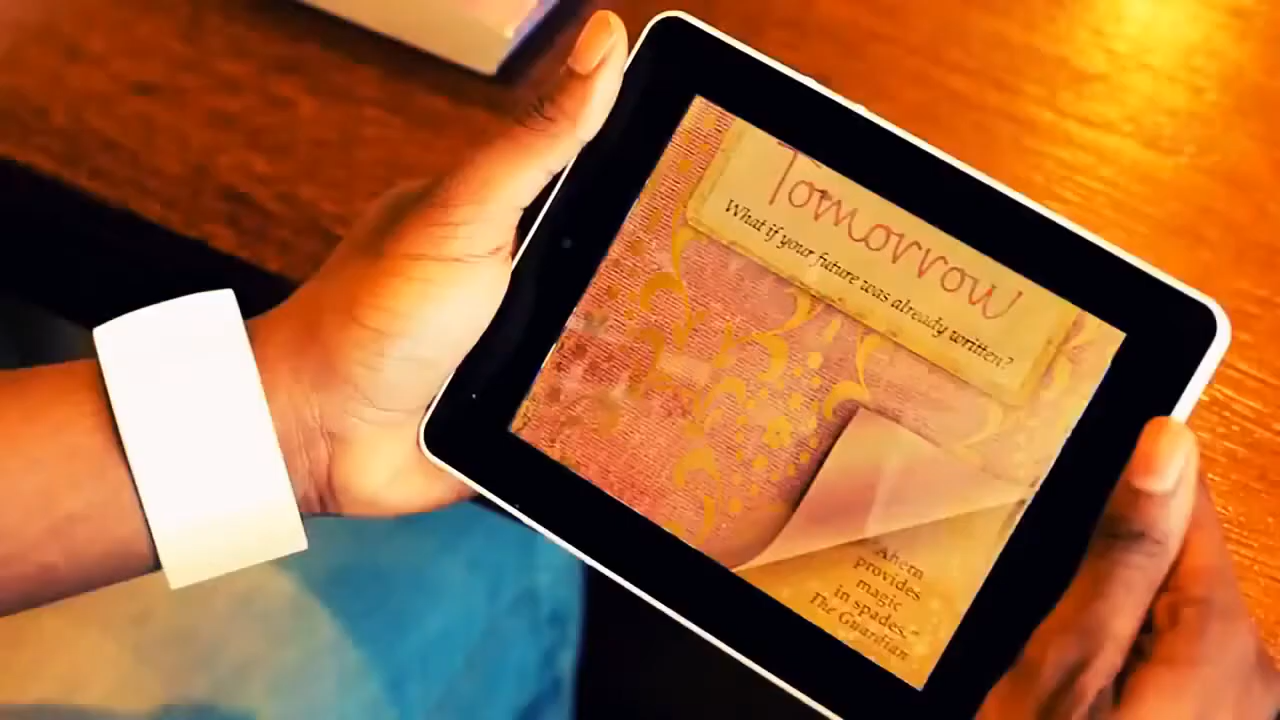 Tomorrow
What if your future was already written?
Ahern
provides
magic
in spades."
The Guardian